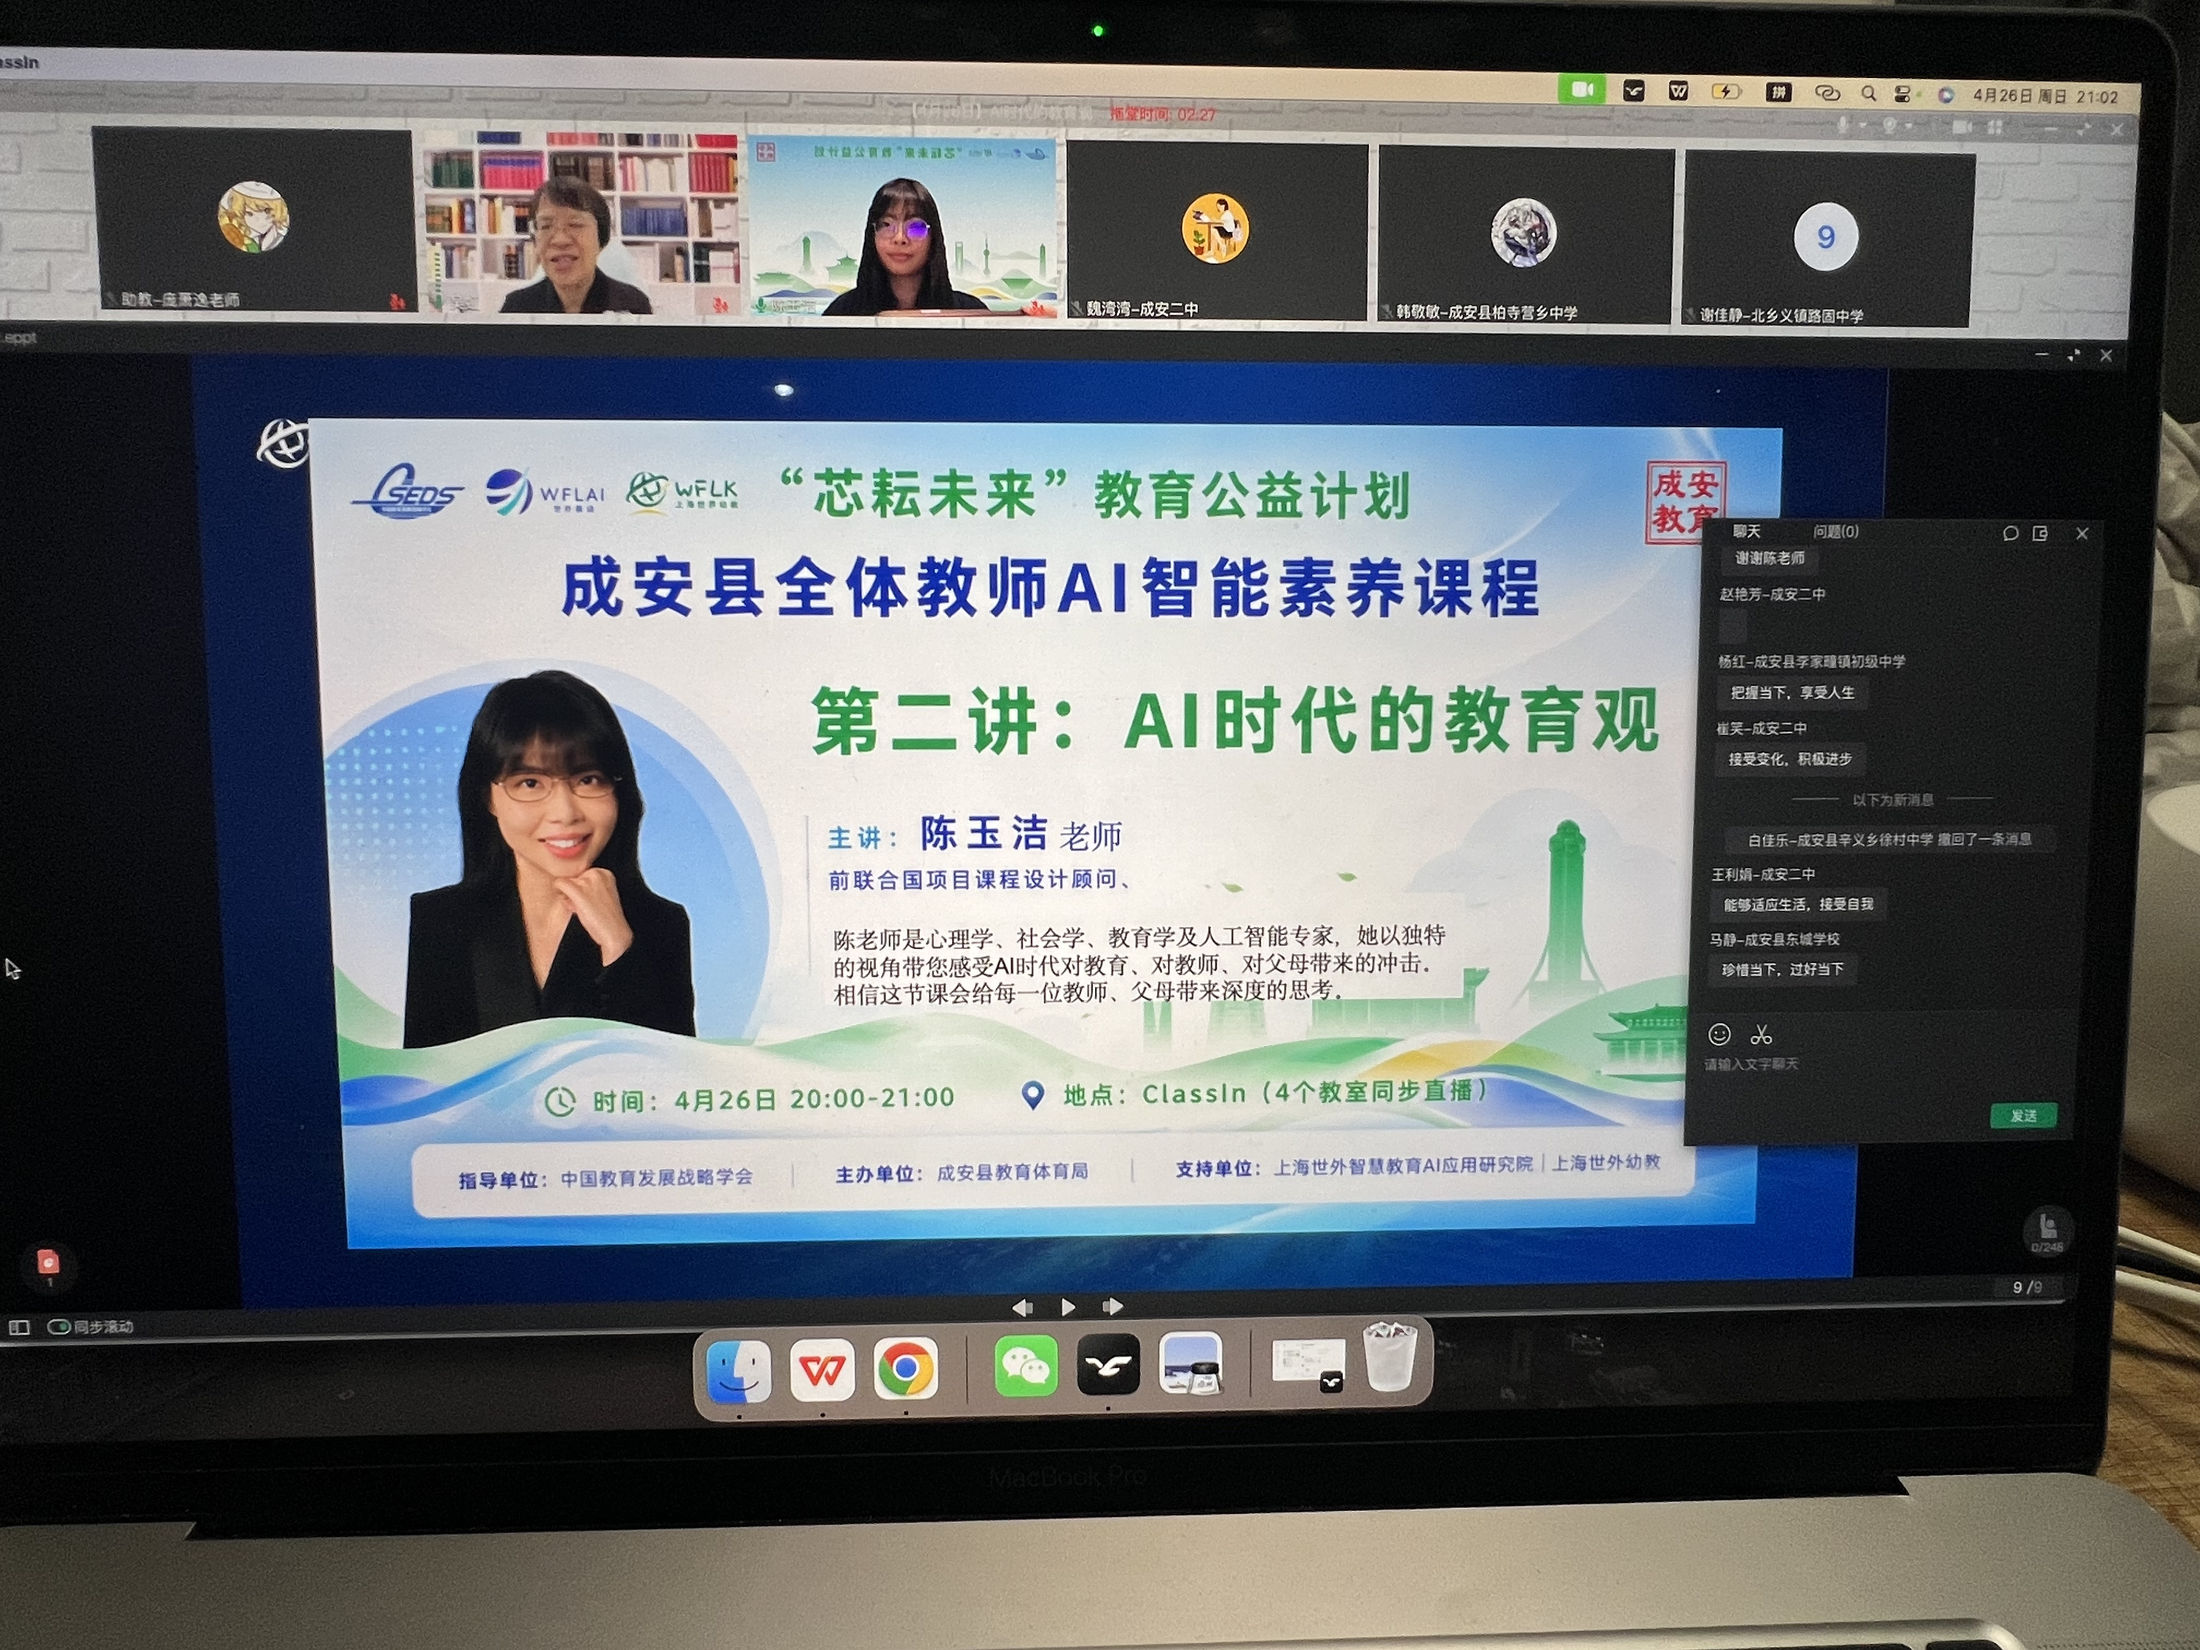 assIn
4月26日 周日 21:02
拖堂时间: 02:27
助教-庞萧逸老师
魏湾湾-成安二中
韩敬敏-成安县柏寺营乡中学
9
谢佳静-北乡义镇路固中学
.eppt
SEDS
WFLAI
WFLK
“芯耘未来”教育公益计划
成安
教育
成安县全体教师AI智能素养课程
第二讲：AI时代的教育观
主讲：陈玉洁 老师
前联合国项目课程设计顾问、
陈老师是心理学、社会学、教育学及人工智能专家，她以独特
的视角带您感受AI时代对教育、对教师、对父母带来的冲击。
相信这节课会给每一位教师、父母带来深度的思考。
时间：4月26日 20:00-21:00
地点：ClassIn（4个教室同步直播）
指导单位：中国教育发展战略学会
主办单位：成安县教育体育局
支持单位：上海世外智慧教育AI应用研究院｜上海世外幼教
聊天
问题(0)
谢谢陈老师
赵艳芳-成安二中
杨红-成安县李家疃镇初级中学
把握当下，享受人生
崔笑-成安二中
接受变化，积极进步
以下为新消息
白佳乐-成安县辛义乡徐村中学 撤回了一条消息
王利娟-成安二中
能够适应生活，接受自我
马静-成安县东城学校
珍惜当下，过好当下
请输入文字聊天
发送
0/248
1
9 /9
同步滚动
MacBook Pro